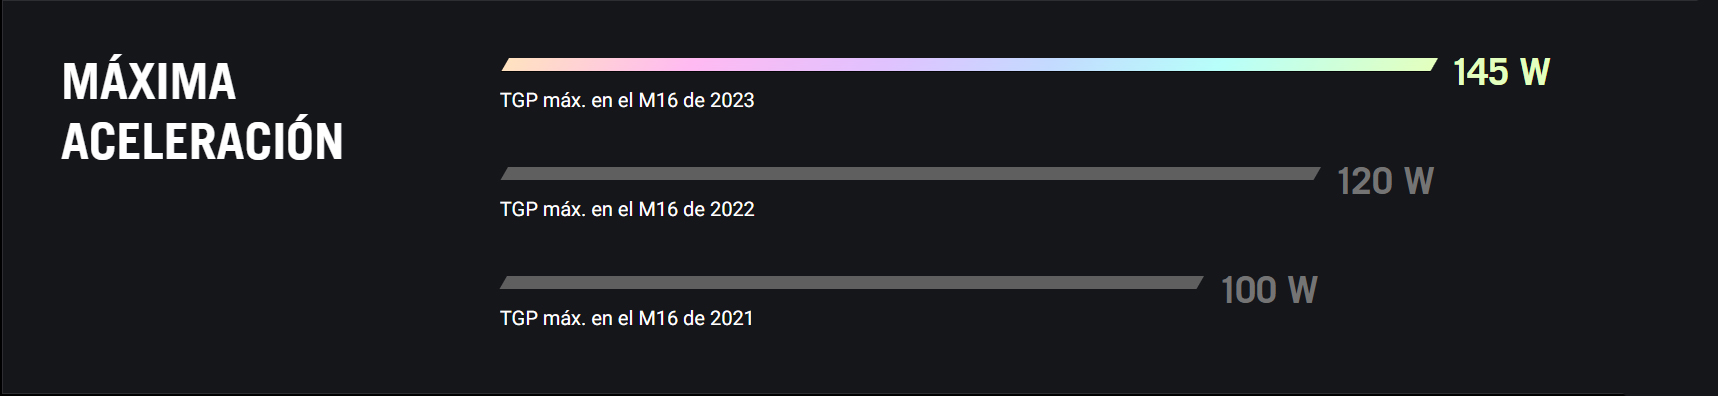 MÁXIMA
ACELERACIÓN
145 W
TGP máx. en el M16 de 2023
120 W
TGP máx. en el M16 de 2022
100 W
TGP máx. en el M16 de 2021